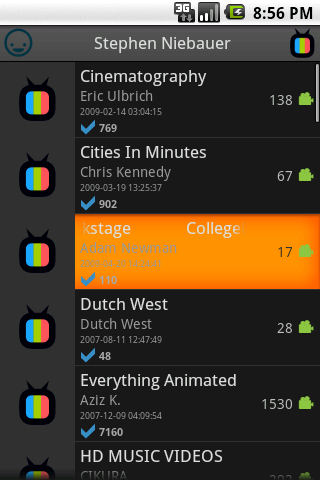 3G
8:56 PM
Stephen Niebauer
Cinematography
Eric Ulbrich
2009-02-14 03:04:15
769
138
Cities In Minutes
Chris Kennedy
2009-03-19 13:25:37
902
67
kstage College
Adam Newman
110
17
Dutch West
Dutch West
2007-08-11 12:47:49
48
28
Everything Animated
Aziz K.
2007-12-09 04:09:54
7160
1530
HD MUSIC VIDEOS
CIKURA